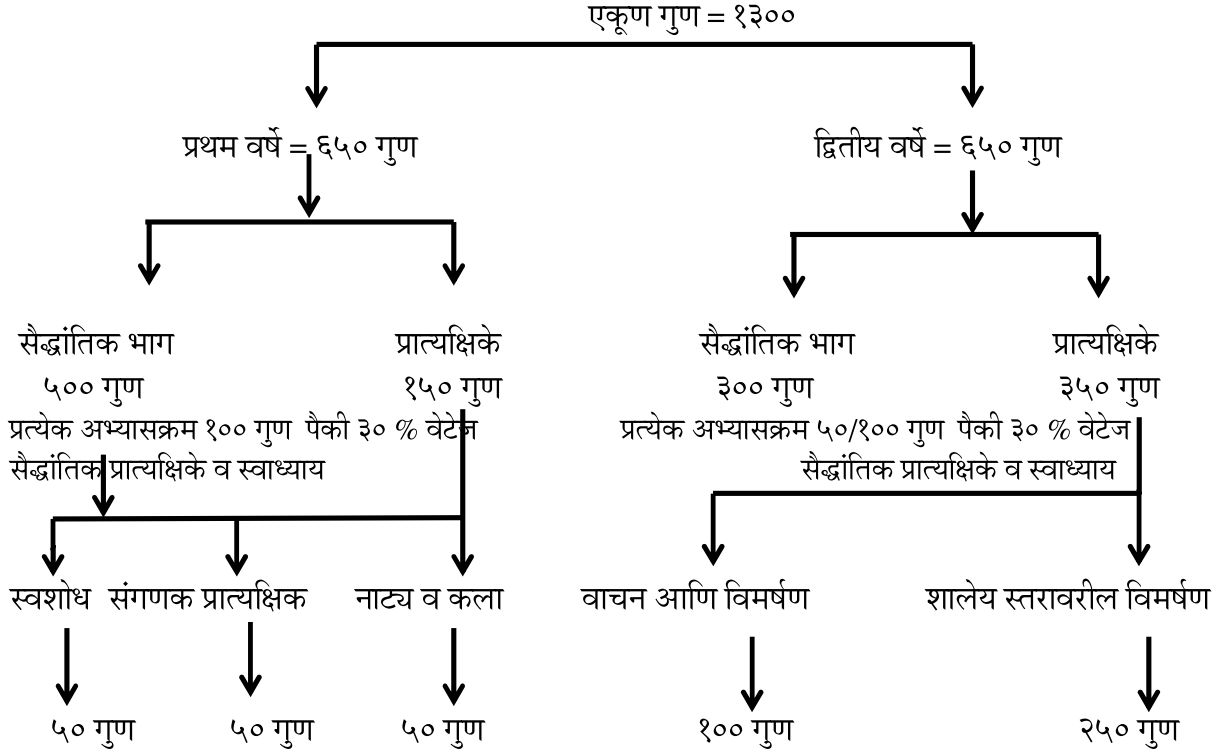 एकूण गुण = १३००
प्रथम वर्षे = ६५० गुण
द्वितीय वर्षे = ६५० गुण
सैद्धांतिक भाग
५०० गुण
प्रात्यक्षिके
१५० गुण
प्रत्येक अभ्यासक्रम १०० गुण पैकी ३० % वेटेज
सैद्धांतिक प्रात्यक्षिके व स्वाध्याय
सैद्धांतिक भाग
३०० गुण
प्रात्यक्षिके
३५० गुण
प्रत्येक अभ्यासक्रम ५०/१०० गुण पैकी ३० % वेटेज
सैद्धांतिक प्रात्यक्षिके व स्वाध्याय
स्वशोध
संगणक प्रात्यक्षिक
नाट्य व कला
वाचन आणि विमर्षण
शालेय स्तरावरील विमर्षण
५० गुण
५० गुण
५० गुण
१०० गुण
२५० गुण